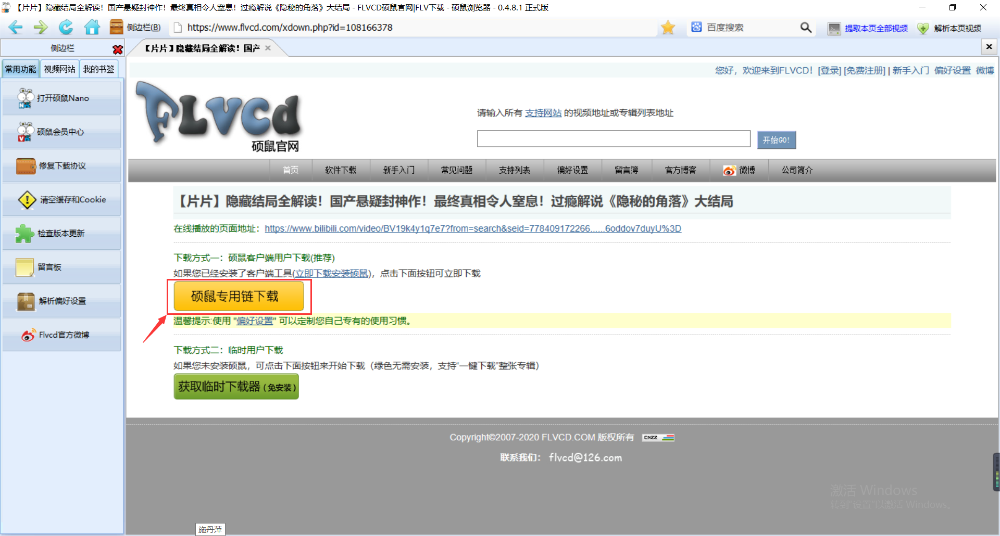 【片片】隐藏结局全解读！国产悬疑封神作！最终真相令人窒息！过瘾解说《隐秘的角落》大结局 - FLVCD硕鼠官网|FLV下载 - 硕鼠浏览器 - 0.4.8.1 正式版
侧边栏(B)
https://www.flvcd.com/xdown.php?id=108166378
百度搜索
提取本页全部视频
解析本页视频
侧边栏
【片片】隐藏结局全解读！国产
常用功能 视频网站 我的书签
您好，欢迎来到FLVCD！[登录] [免费注册] | 新手入门 偏好设置 微博
打开硕鼠Nano
硕鼠会员中心
修复下载协议
清空缓存和Cookie
检查版本更新
留言板
解析偏好设置
Flvcd官方微博
FLVCD
硕鼠官网
请输入所有 支持网站 的视频地址或专辑列表地址
开始GO!
首页 软件下载 新手入门 常见问题 支持列表 偏好设置 留言簿 官方博客 微博 公司简介
【片片】隐藏结局全解读！国产悬疑封神作！最终真相令人窒息！过瘾解说《隐秘的角落》大结局
在线播放的页面地址：https://www.bilibili.com/video/BV19k4y1q7e7?from=search&seid=778409172266......6oddov7duyU%3D
下载方式一：硕鼠客户端用户下载(推荐)
如果您已经安装了客户端工具(立即下载安装硕鼠)，点击下面按钮可立即下载
硕鼠专用链下载
温馨提示:使用 "偏好设置" 可以定制您自己专有的使用习惯。
下载方式二：临时用户下载
如果您未安装硕鼠，可点击下面按钮来开始下载（绿色无需安装，支持“一键下载”整张专辑）
获取临时下载器 (免安装)
Copyright©2007-2020 FLVCD.COM 版权所有 CNZZ
联系我们： flvcd@126.com
激活 Windows
转到"设置"以激活 Windows。
施丹萍